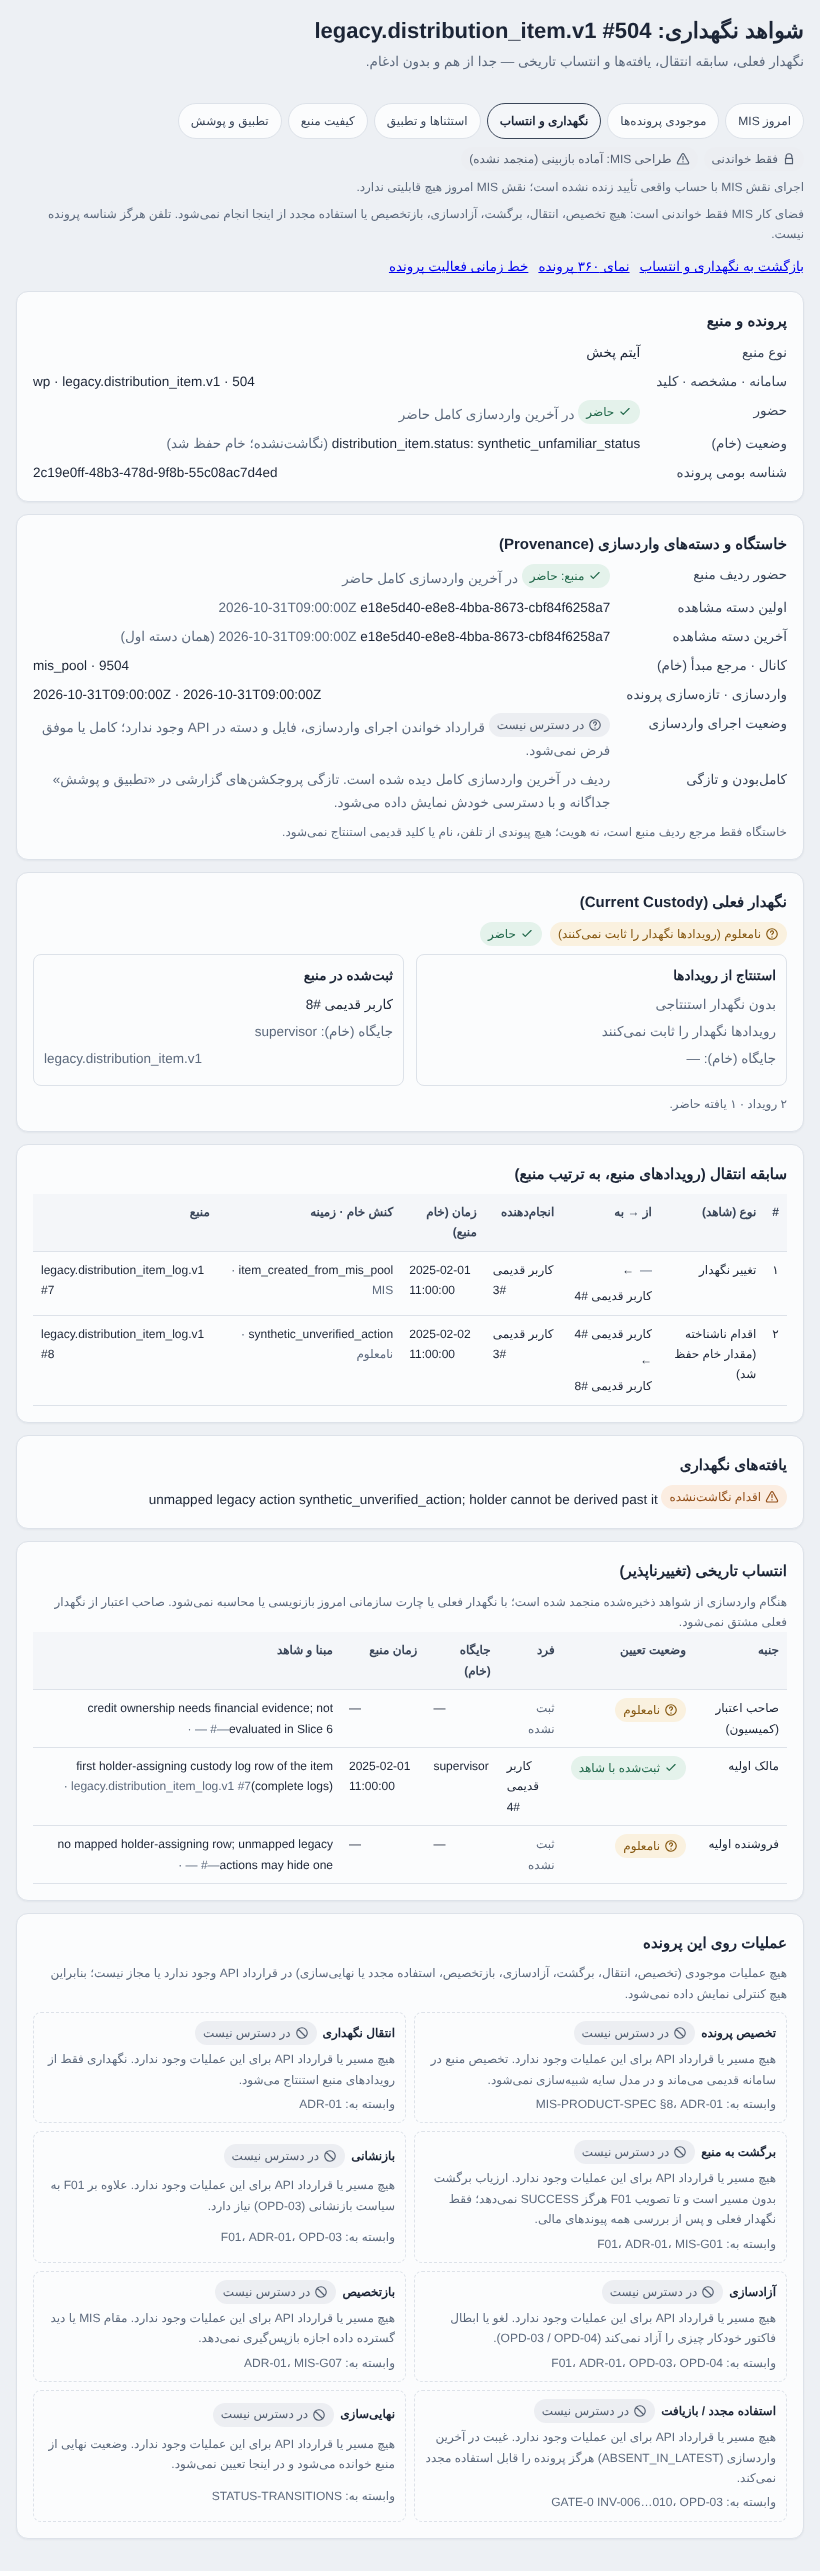 شواهد نگهداری: legacy.distribution_item.v1 #504
نگهدار فعلی، سابقه انتقال، یافته‌ها و انتساب تاریخی — جدا از هم و بدون ادغام.
امروز MIS
موجودی پرونده‌ها
نگهداری و انتساب
استثناها و تطبیق
کیفیت منبع
تطبیق و پوشش
فقط خواندنی
طراحی MIS: آماده بازبینی (منجمد نشده)
اجرای نقش MIS با حساب واقعی تأیید زنده نشده است؛ نقش MIS امروز هیچ قابلیتی ندارد.
فضای کار MIS فقط خواندنی است: هیچ تخصیص، انتقال، برگشت، آزادسازی، بازتخصیص یا استفاده مجدد از اینجا انجام نمی‌شود. تلفن هرگز شناسه پرونده
نیست.
بازگشت به نگهداری و انتساب
نمای ۳۶۰ پرونده
خط زمانی فعالیت پرونده
پرونده و منبع
نوع منبع
آیتم پخش
سامانه · مشخصه · کلید
wp · legacy.distribution_item.v1 · 504
حضور
حاضر در آخرین واردسازی کامل حاضر
وضعیت (خام)
distribution_item.status: synthetic_unfamiliar_status (نگاشت‌نشده؛ خام حفظ شد)
شناسه بومی پرونده
2c19e0ff-48b3-478d-9f8b-55c08ac7d4ed
خاستگاه و دسته‌های واردسازی (Provenance)
حضور ردیف منبع
منبع: حاضر در آخرین واردسازی کامل حاضر
اولین دسته مشاهده
e18e5d40-e8e8-4bba-8673-cbf84f6258a7 2026-10-31T09:00:00Z
آخرین دسته مشاهده
e18e5d40-e8e8-4bba-8673-cbf84f6258a7 2026-10-31T09:00:00Z (همان دسته اول)
کانال · مرجع مبدأ (خام)
mis_pool · 9504
واردسازی · تازه‌سازی پرونده
2026-10-31T09:00:00Z · 2026-10-31T09:00:00Z
وضعیت اجرای واردسازی
در دسترس نیست قرارداد خواندن اجرای واردسازی، فایل و دسته در API وجود ندارد؛ کامل یا موفق
فرض نمی‌شود.
کامل‌بودن و تازگی
ردیف در آخرین واردسازی کامل دیده شده است. تازگی پروجکشن‌های گزارشی در «تطبیق و پوشش»
جداگانه و با دسترسی خودش نمایش داده می‌شود.
خاستگاه فقط مرجع ردیف منبع است، نه هویت؛ هیچ پیوندی از تلفن، نام یا کلید قدیمی استنتاج نمی‌شود.
نگهدار فعلی (Current Custody)
نامعلوم (رویدادها نگهدار را ثابت نمی‌کنند)
حاضر
استنتاج از رویدادها
بدون نگهدار استنتاجی
رویدادها نگهدار را ثابت نمی‌کنند
جایگاه (خام): —
ثبت‌شده در منبع
کاربر قدیمی #8
جایگاه (خام): supervisor
legacy.distribution_item.v1
۲ رویداد · ۱ یافته حاضر.
سابقه انتقال (رویدادهای منبع، به ترتیب منبع)
#
نوع (شاهد)
از → به
انجام‌دهنده
زمان (خام
منبع)
کنش خام · زمینه
منبع
۱
تغییر نگهدار
— ←
کاربر قدیمی #4
کاربر قدیمی
#3
2025-02-01
11:00:00
item_created_from_mis_pool ·
MIS
legacy.distribution_item_log.v1
#7
۲
اقدام ناشناخته
(مقدار خام حفظ
شد)
کاربر قدیمی #4
←
کاربر قدیمی #8
کاربر قدیمی
#3
2025-02-02
11:00:00
synthetic_unverified_action ·
نامعلوم
legacy.distribution_item_log.v1
#8
یافته‌های نگهداری
اقدام نگاشت‌نشده unmapped legacy action synthetic_unverified_action; holder cannot be derived past it
انتساب تاریخی (تغییرناپذیر)
هنگام واردسازی از شواهد ذخیره‌شده منجمد شده است؛ با نگهدار فعلی یا چارت سازمانی امروز بازنویسی یا محاسبه نمی‌شود. صاحب اعتبار از نگهدار
فعلی مشتق نمی‌شود.
جنبه
وضعیت تعیین
فرد
جایگاه
(خام)
زمان منبع
مبنا و شاهد
صاحب اعتبار
(کمیسیون)
نامعلوم
ثبت
نشده
—
—
credit ownership needs financial evidence; not
evaluated in Slice 6 — #— ·
مالک اولیه
ثبت‌شده با شاهد
کاربر
قدیمی
#4
supervisor
2025-02-01
11:00:00
first holder-assigning custody log row of the item
(complete logs) legacy.distribution_item_log.v1 #7 ·
فروشنده اولیه
نامعلوم
ثبت
نشده
—
—
no mapped holder-assigning row; unmapped legacy
actions may hide one — #— ·
عملیات روی این پرونده
هیچ عملیات موجودی (تخصیص، انتقال، برگشت، آزادسازی، بازتخصیص، استفاده مجدد یا نهایی‌سازی) در قرارداد API وجود ندارد یا مجاز نیست؛ بنابراین
هیچ کنترلی نمایش داده نمی‌شود.
تخصیص پرونده در دسترس نیست
هیچ مسیر یا قرارداد API برای این عملیات وجود ندارد. تخصیص منبع در
سامانه قدیمی می‌ماند و در مدل سایه شبیه‌سازی نمی‌شود.
وابسته به: MIS-PRODUCT-SPEC §8، ADR-01
انتقال نگهداری در دسترس نیست
هیچ مسیر یا قرارداد API برای این عملیات وجود ندارد. نگهداری فقط از
رویدادهای منبع استنتاج می‌شود.
وابسته به: ADR-01
برگشت به منبع در دسترس نیست
هیچ مسیر یا قرارداد API برای این عملیات وجود ندارد. ارزیاب برگشت
بدون مسیر است و تا تصویب F01 هرگز SUCCESS نمی‌دهد؛ فقط
نگهدار فعلی و پس از بررسی همه پیوندهای مالی.
وابسته به: F01، ADR-01، MIS-G01
بازنشانی در دسترس نیست
هیچ مسیر یا قرارداد API برای این عملیات وجود ندارد. علاوه بر F01 به
سیاست بازنشانی (OPD-03) نیاز دارد.
وابسته به: F01، ADR-01، OPD-03
آزادسازی در دسترس نیست
هیچ مسیر یا قرارداد API برای این عملیات وجود ندارد. لغو یا ابطال
فاکتور خودکار چیزی را آزاد نمی‌کند (OPD-03 / OPD-04).
وابسته به: F01، ADR-01، OPD-03، OPD-04
بازتخصیص در دسترس نیست
هیچ مسیر یا قرارداد API برای این عملیات وجود ندارد. مقام MIS یا دید
گسترده داده اجازه بازپس‌گیری نمی‌دهد.
وابسته به: ADR-01، MIS-G07
استفاده مجدد / بازیافت در دسترس نیست
هیچ مسیر یا قرارداد API برای این عملیات وجود ندارد. غیبت در آخرین
واردسازی (ABSENT_IN_LATEST) هرگز پرونده را قابل استفاده مجدد
نمی‌کند.
وابسته به: GATE-0 INV-006…010، OPD-03
نهایی‌سازی در دسترس نیست
هیچ مسیر یا قرارداد API برای این عملیات وجود ندارد. وضعیت نهایی از
منبع خوانده می‌شود و در اینجا تعیین نمی‌شود.
وابسته به: STATUS-TRANSITIONS